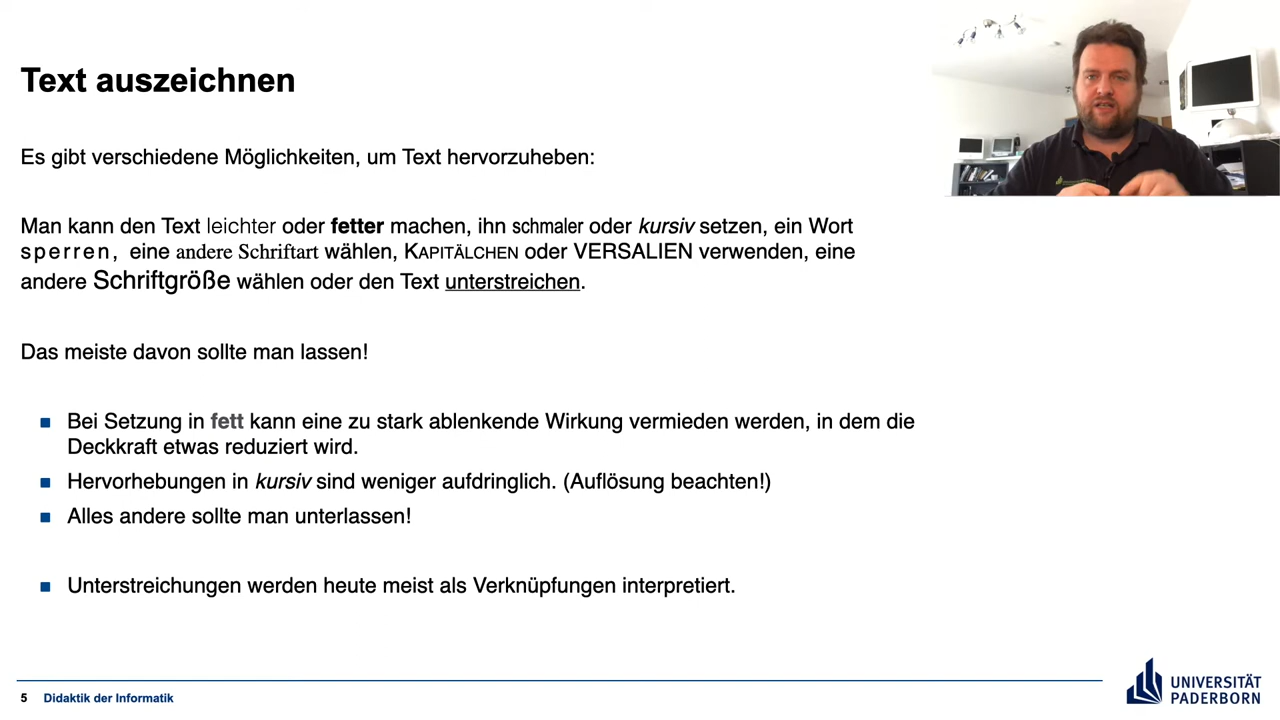 Text auszeichnen
Es gibt verschiedene Möglichkeiten, um Text hervorzuheben:
Man kann den Text leichter oder fetter machen, ihn schmaler oder kursiv setzen, ein Wort
sperren, eine andere Schriftart wählen, KAPITÄLCHEN oder VERSALIEN verwenden, eine
andere Schriftgröße wählen oder den Text unterstreichen.
Das meiste davon sollte man lassen!
Bei Setzung in fett kann eine zu stark ablenkende Wirkung vermieden werden, in dem die
Deckkraft etwas reduziert wird.
Hervorhebungen in kursiv sind weniger aufdringlich. (Auflösung beachten!)
Alles andere sollte man unterlassen!
Unterstreichungen werden heute meist als Verknüpfungen interpretiert.
5 Didaktik der Informatik
UNIVERSITÄT
PADERBORN